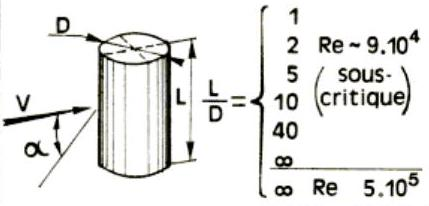 D
V
α
L
L/D =
1
2 Re ~ 9.10⁴
5 (sous-
10 critique)
40
∞
∞ Re 5.10⁵